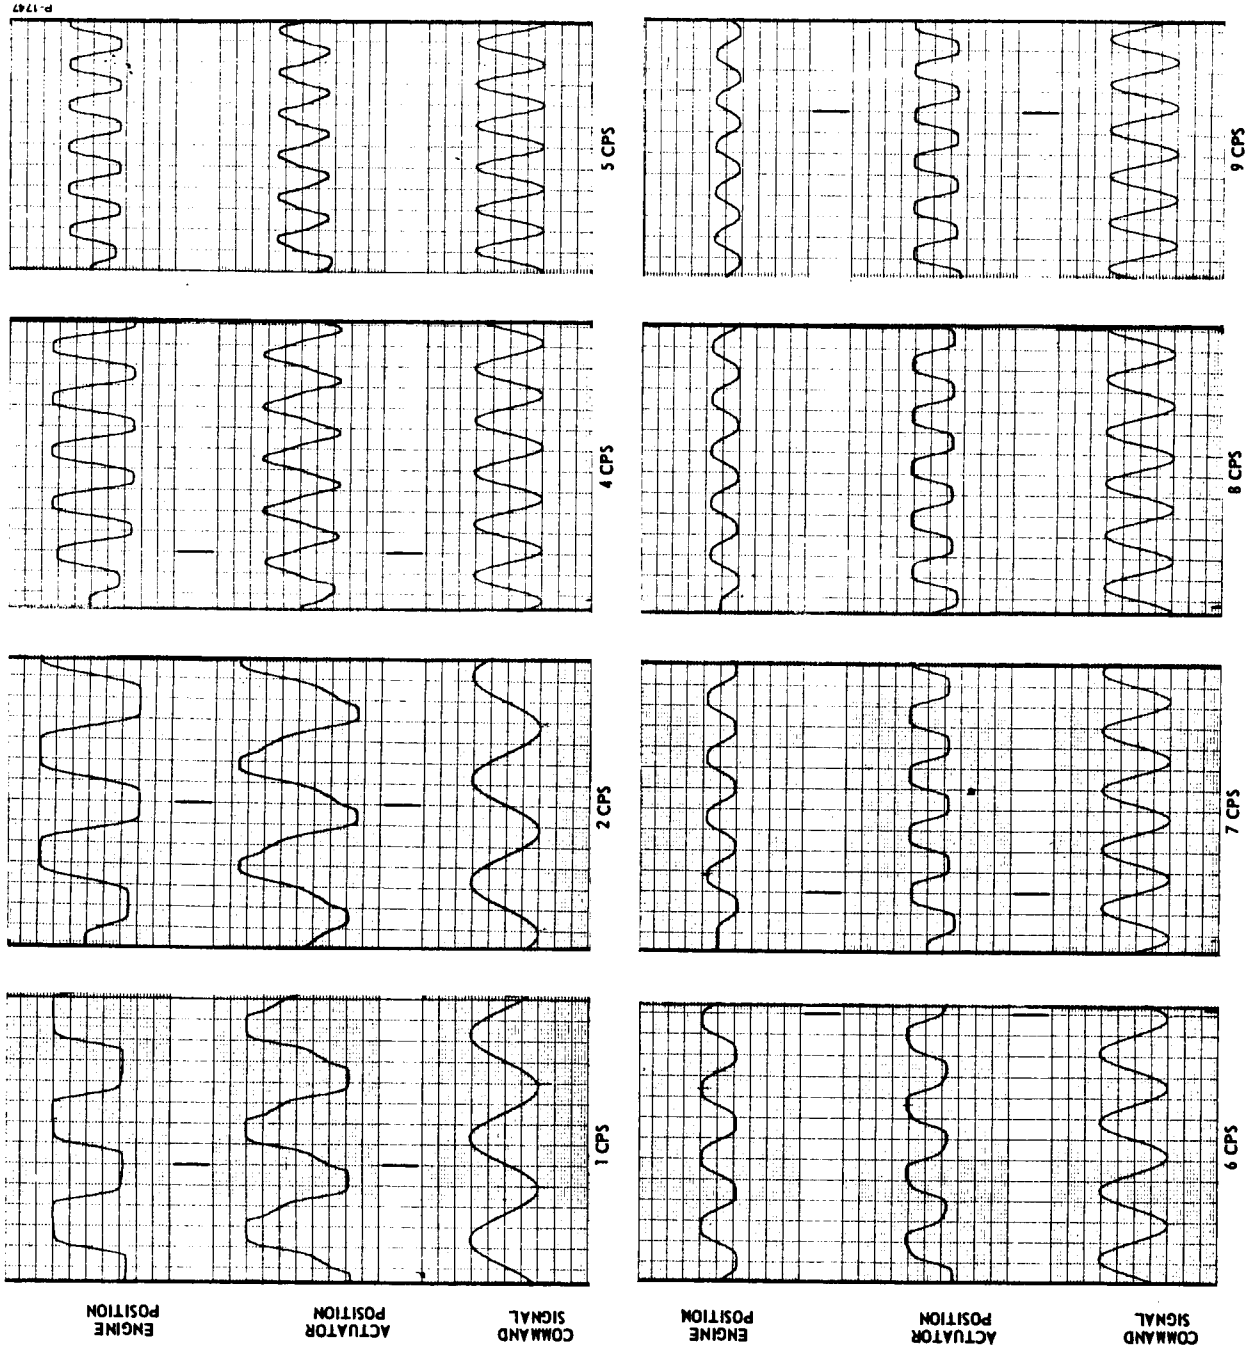 P-1747
ENGINE
POSITION
ACTUATOR
POSITION
COMMAND
SIGNAL
1 CPS
2 CPS
4 CPS
5 CPS
ENGINE
POSITION
ACTUATOR
POSITION
COMMAND
SIGNAL
6 CPS
7 CPS
8 CPS
9 CPS